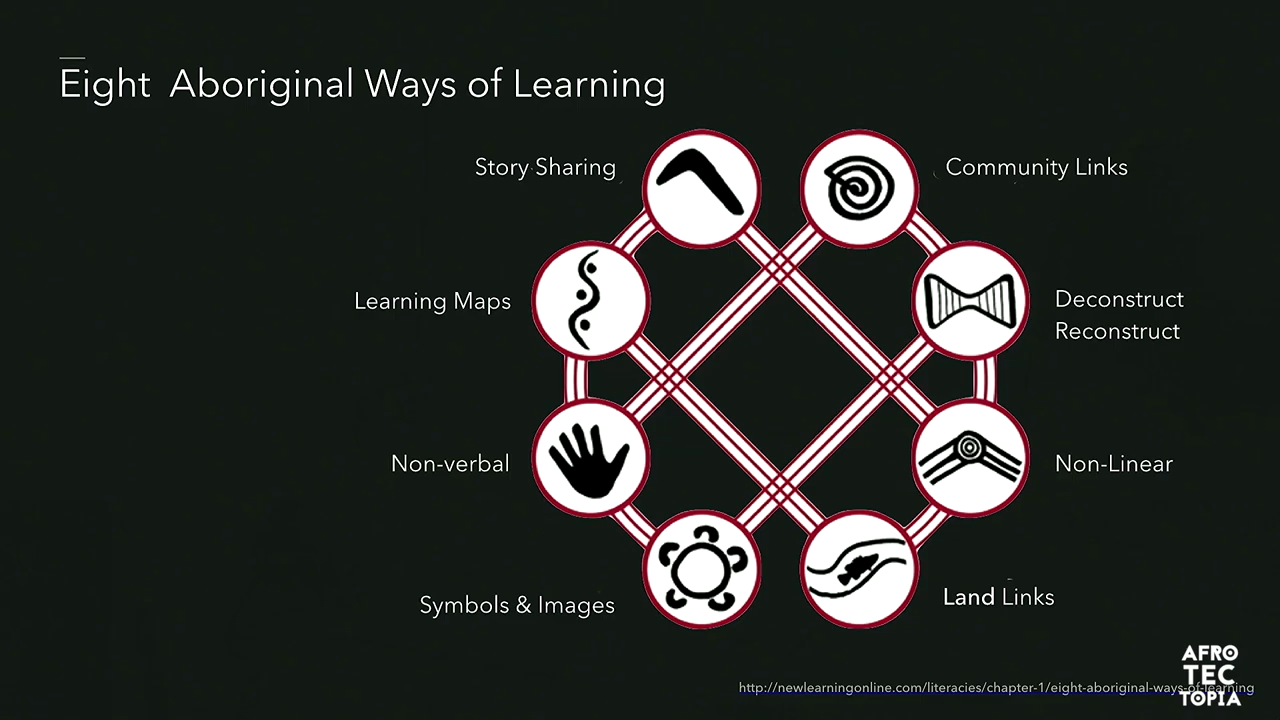 Eight Aboriginal Ways of Learning
Story Sharing
Community Links
Learning Maps
Deconstruct
Reconstruct
Non-verbal
Non-Linear
Symbols & Images
Land Links
AFRO
TEC
TOPIA
http://newlearningonline.com/literacies/chapter-1/eight-aboriginal-ways-of-learning